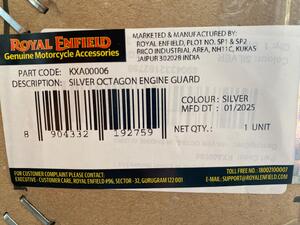 ROYAL ENFIELD
Genuine Motorcycle Accessories
MARKETED & MANUFACTURED BY:
ROYAL ENFIELD, PLOT NO. SP1 & SP2
RICO INDUSTRIAL AREA, NH11C, KUKAS
JAIPUR 302028 INDIA
PART CODE: KXA00006
DESCRIPTION: SILVER OCTAGON ENGINE GUARD
COLOUR : SILVER
MFD DT : 01/2025
8 904332 192759
N.QTY : 1 UNIT
FOR CUSTOMER COMPLAINT PLEASE CONTACT:
EXECUTIVE - CUSTOMER CARE, ROYAL ENFIELD #96, SECTOR - 32, GURUGRAM 122 001
TOLL FREE NO. : 18002100007
E-MAIL : SUPPORT@ROYALENFIELD.COM